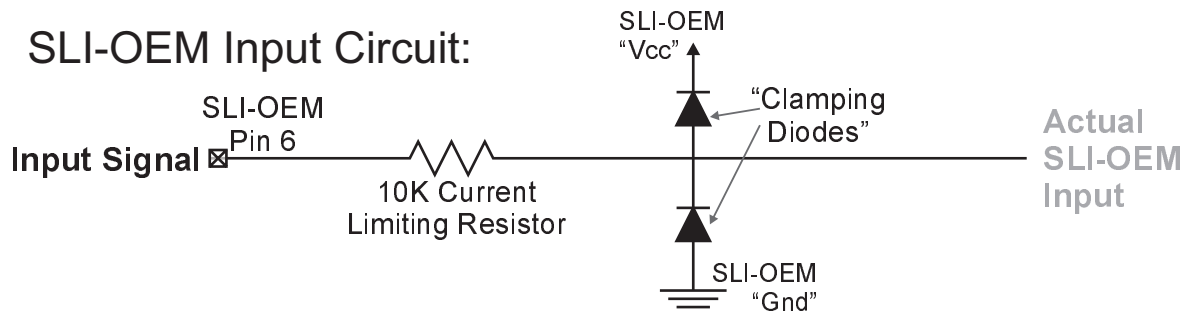 SLI-OEM Input Circuit:
SLI-OEM
“Vcc”
SLI-OEM
Pin 6
Input Signal
10K Current
Limiting Resistor
“Clamping
Diodes”
Actual
SLI-OEM
Input
SLI-OEM
“Gnd”